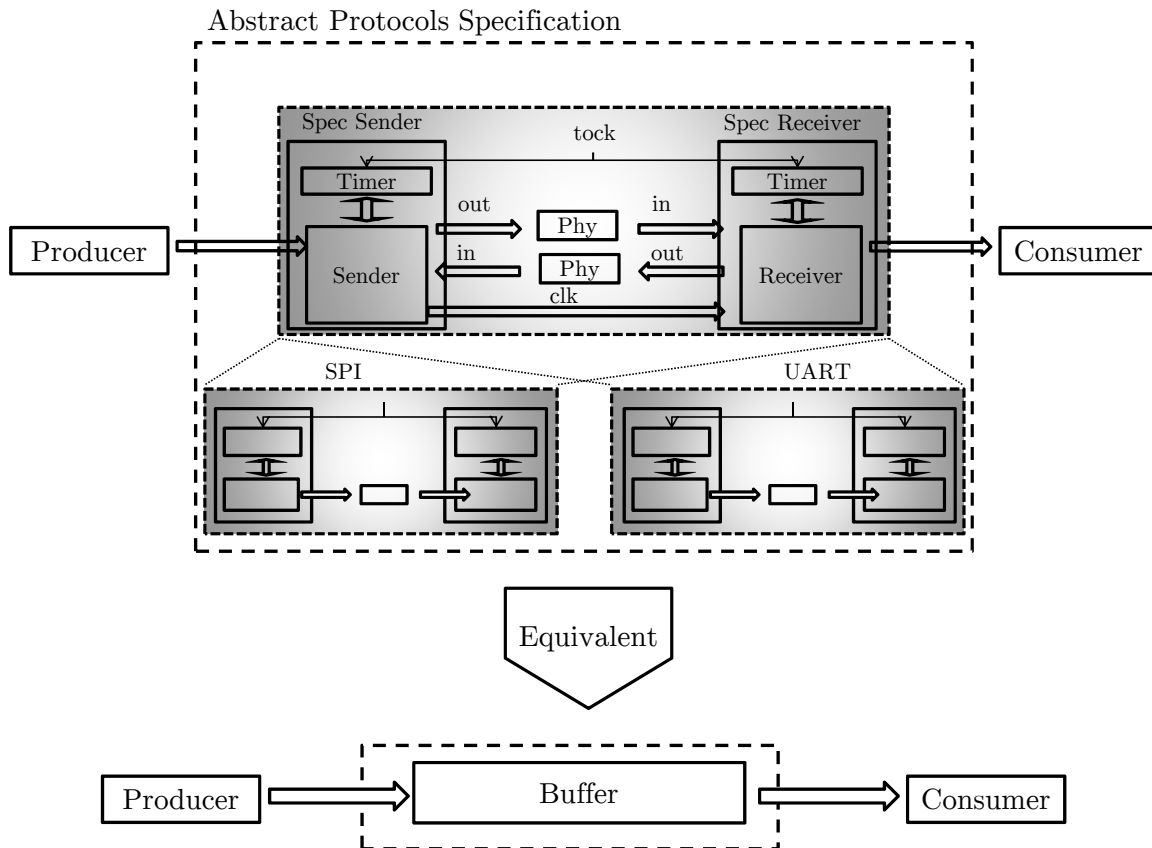 Abstract Protocols Specification
Spec Sender
Spec Receiver
tock
Timer
Timer
out
in
Phy
Producer
Consumer
in
out
Phy
Sender
Receiver
clk
SPI
UART
Equivalent
Producer
Buffer
Consumer